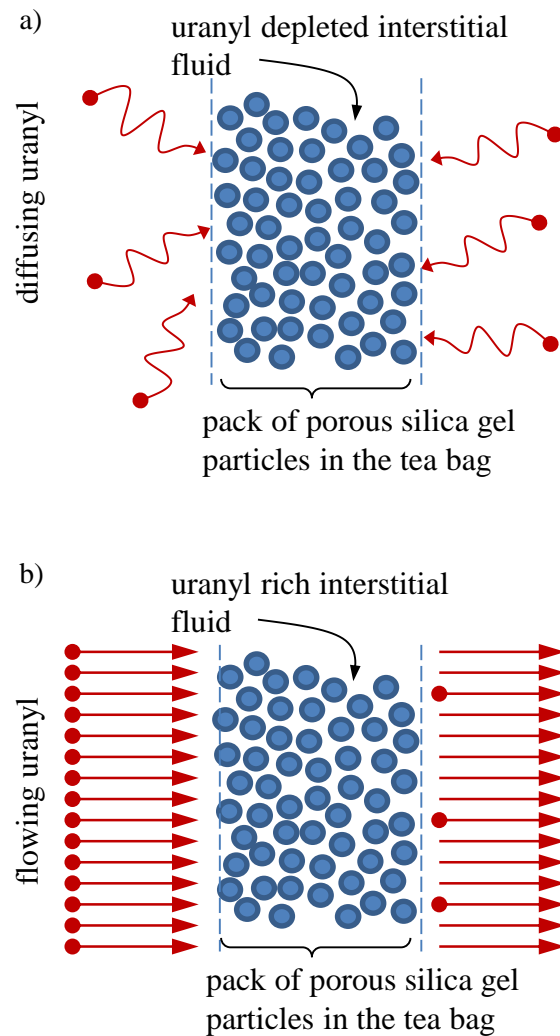 a)
uranyl depleted interstitial
fluid
diffusing uranyl
pack of porous silica gel
particles in the tea bag
b)
uranyl rich interstitial
fluid
flowing uranyl
pack of porous silica gel
particles in the tea bag